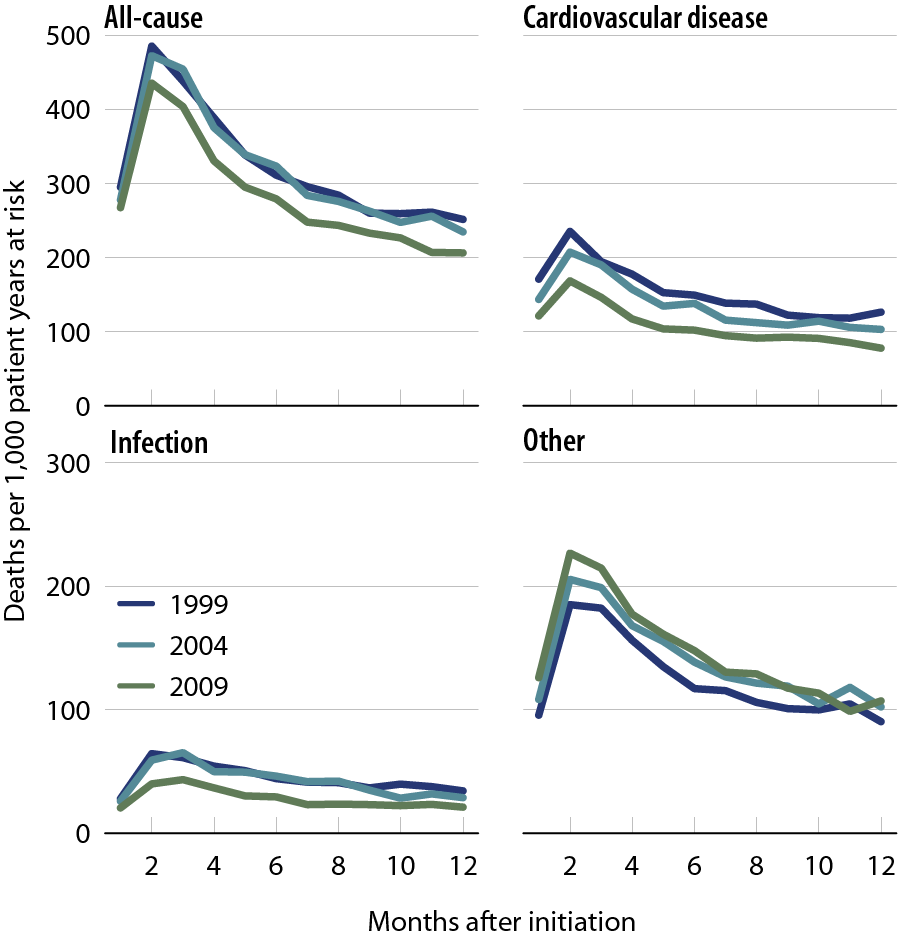 All-cause
Cardiovascular disease
500
400
300
200
100
0
Infection
Other
300
200
100
0
1999
2004
2009
2 4 6 8 10 12
2 4 6 8 10 12
Months after initiation
Deaths per 1,000 patient years at risk